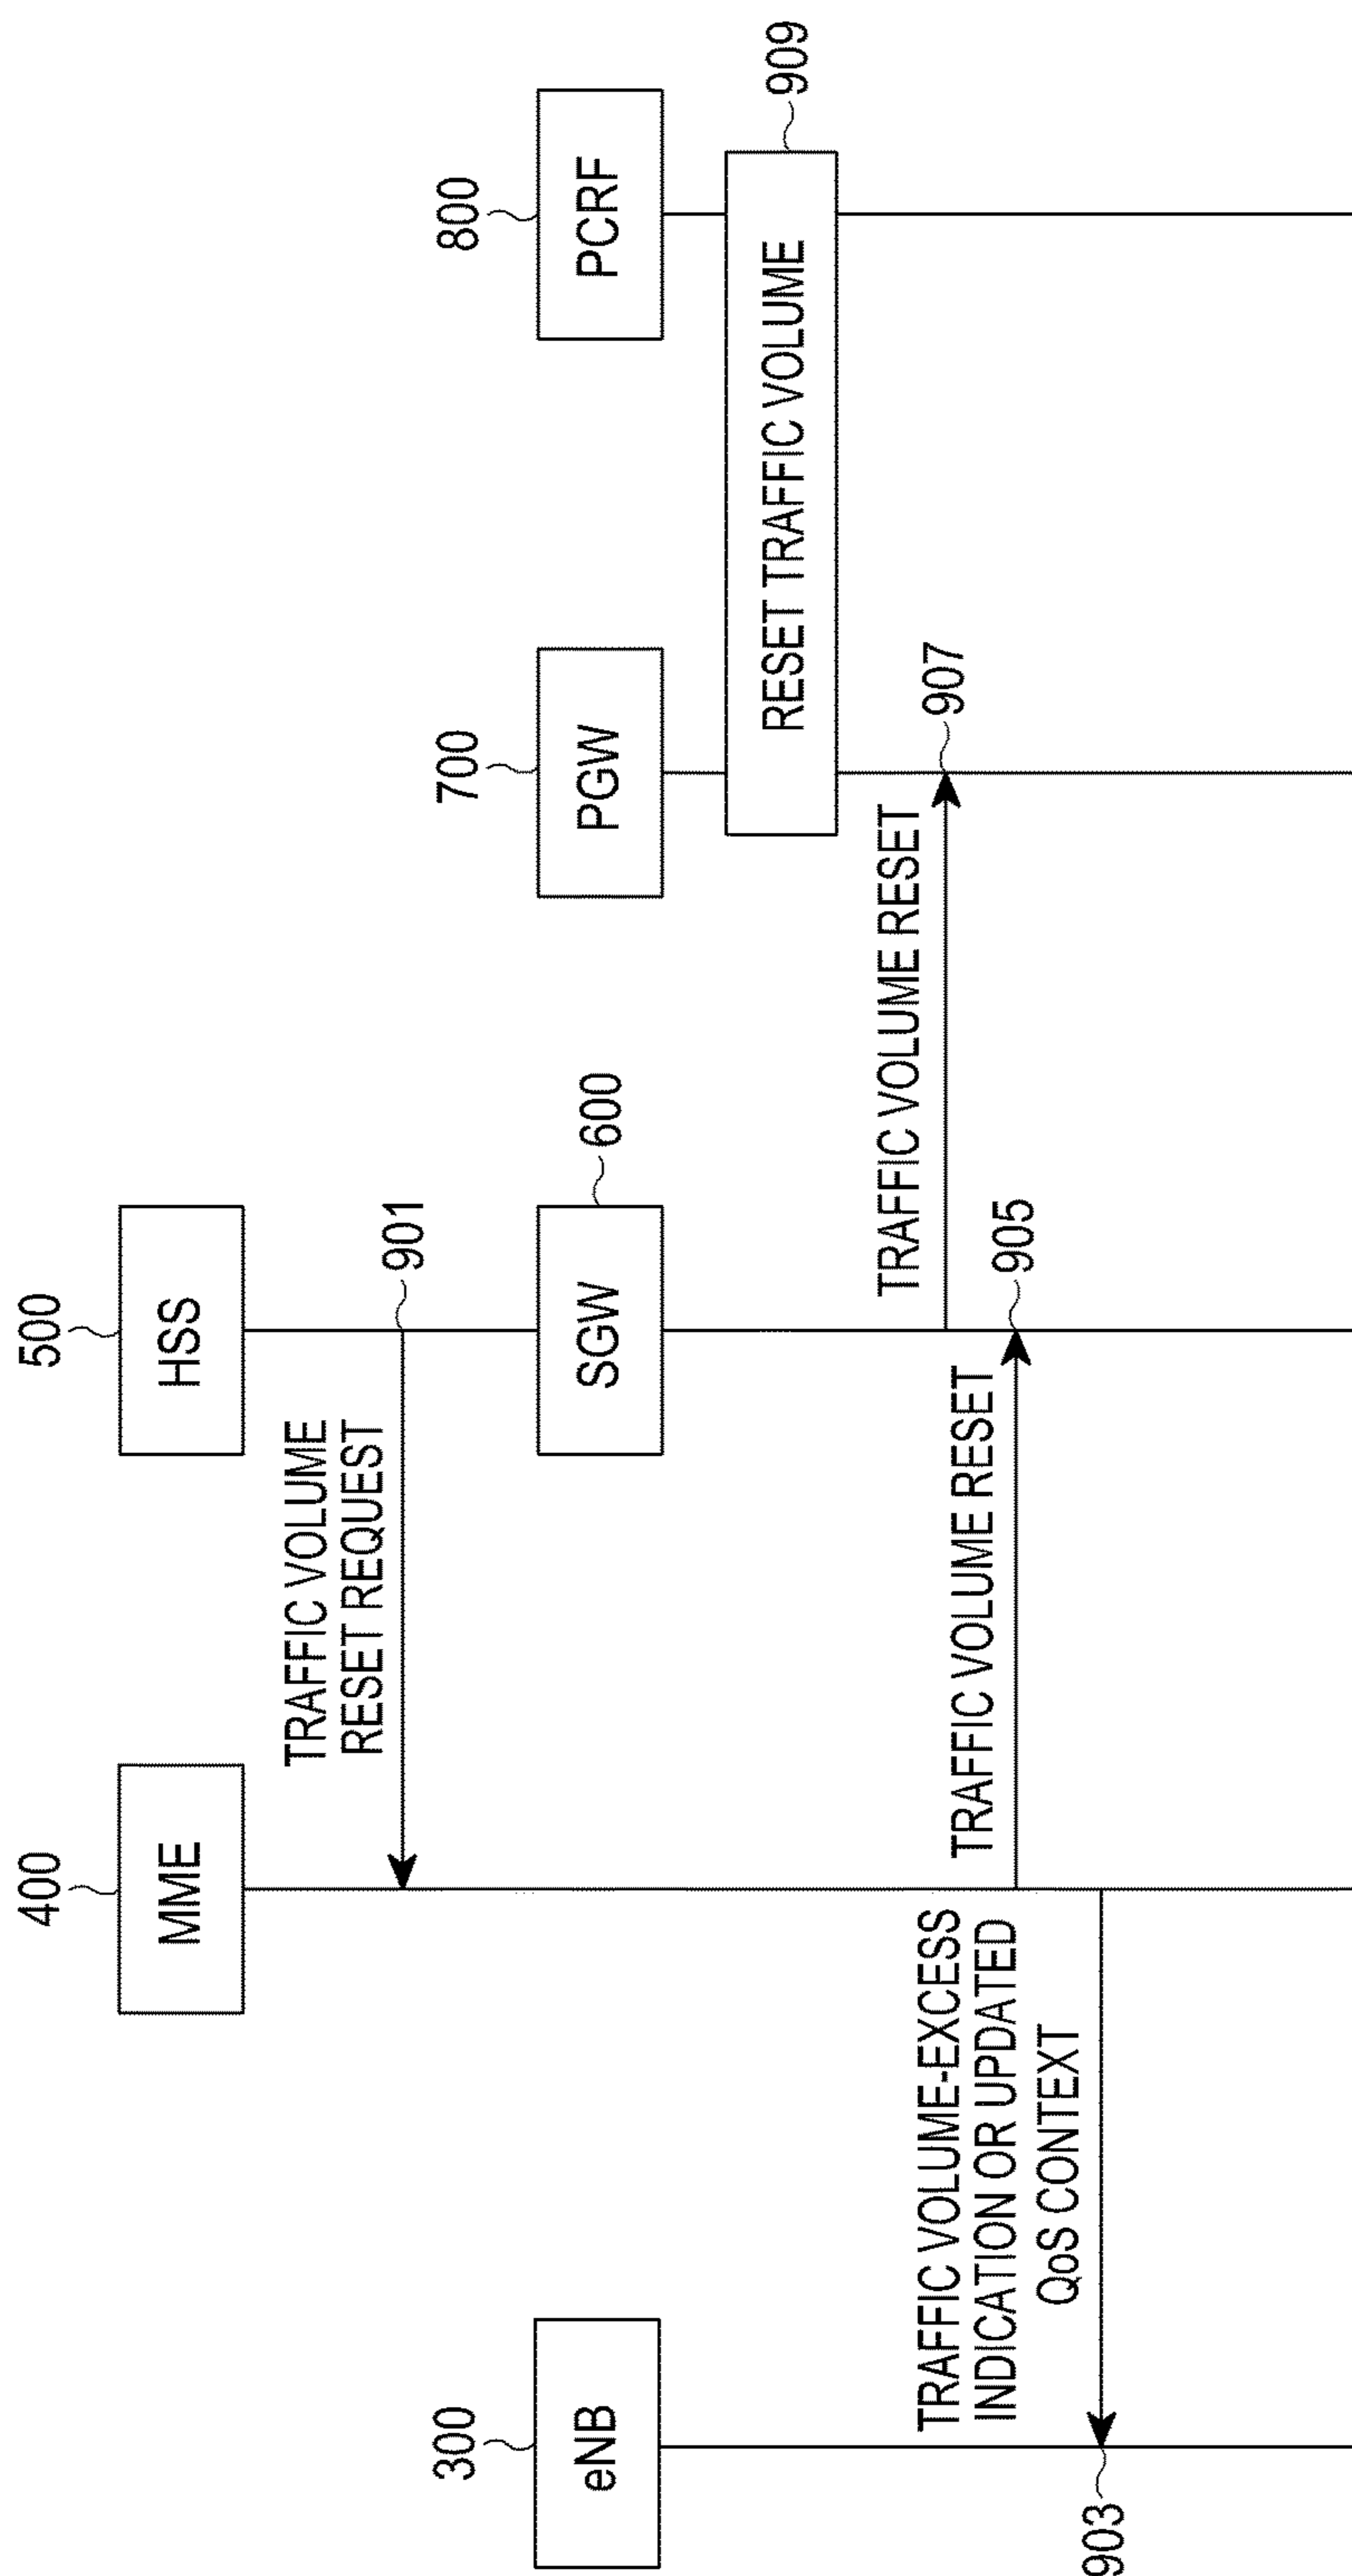 400
MME
500
HSS
TRAFFIC VOLUME
RESET REQUEST
901
300
eNB
SGW
600
700
PGW
800
PCRF
RESET TRAFFIC VOLUME
909
TRAFFIC VOLUME RESET
907
TRAFFIC VOLUME RESET
905
TRAFFIC VOLUME-EXCESS
INDICATION OR UPDATED
QoS CONTEXT
903